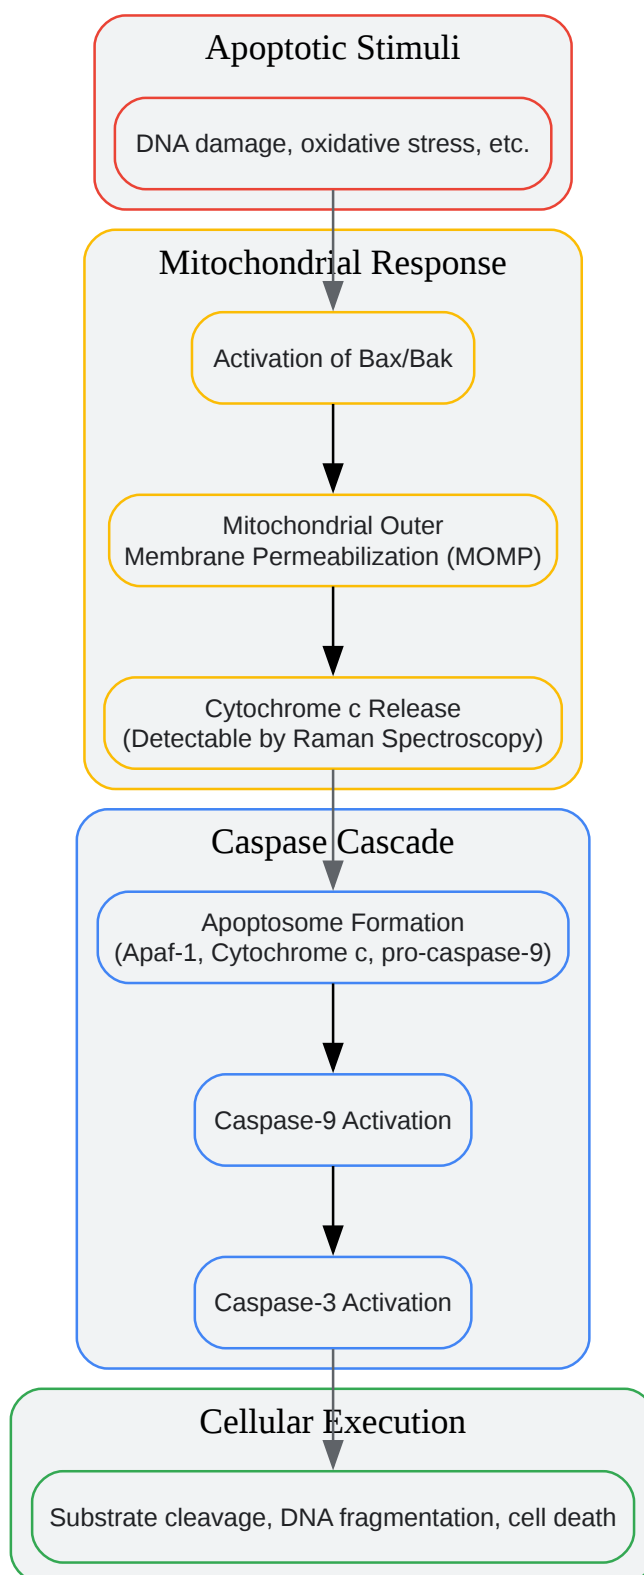 Apoptotic Stimuli
DNA damage, oxidative stress, etc.
Mitochondrial Response
Activation of Bax/Bak
Mitochondrial Outer
Membrane Permeabilization (MOMP)
Cytochrome c Release
(Detectable by Raman Spectroscopy)
Caspase Cascade
Apoptosome Formation
(Apaf-1, Cytochrome c, pro-caspase-9)
Caspase-9 Activation
Caspase-3 Activation
Cellular Execution
Substrate cleavage, DNA fragmentation, cell death